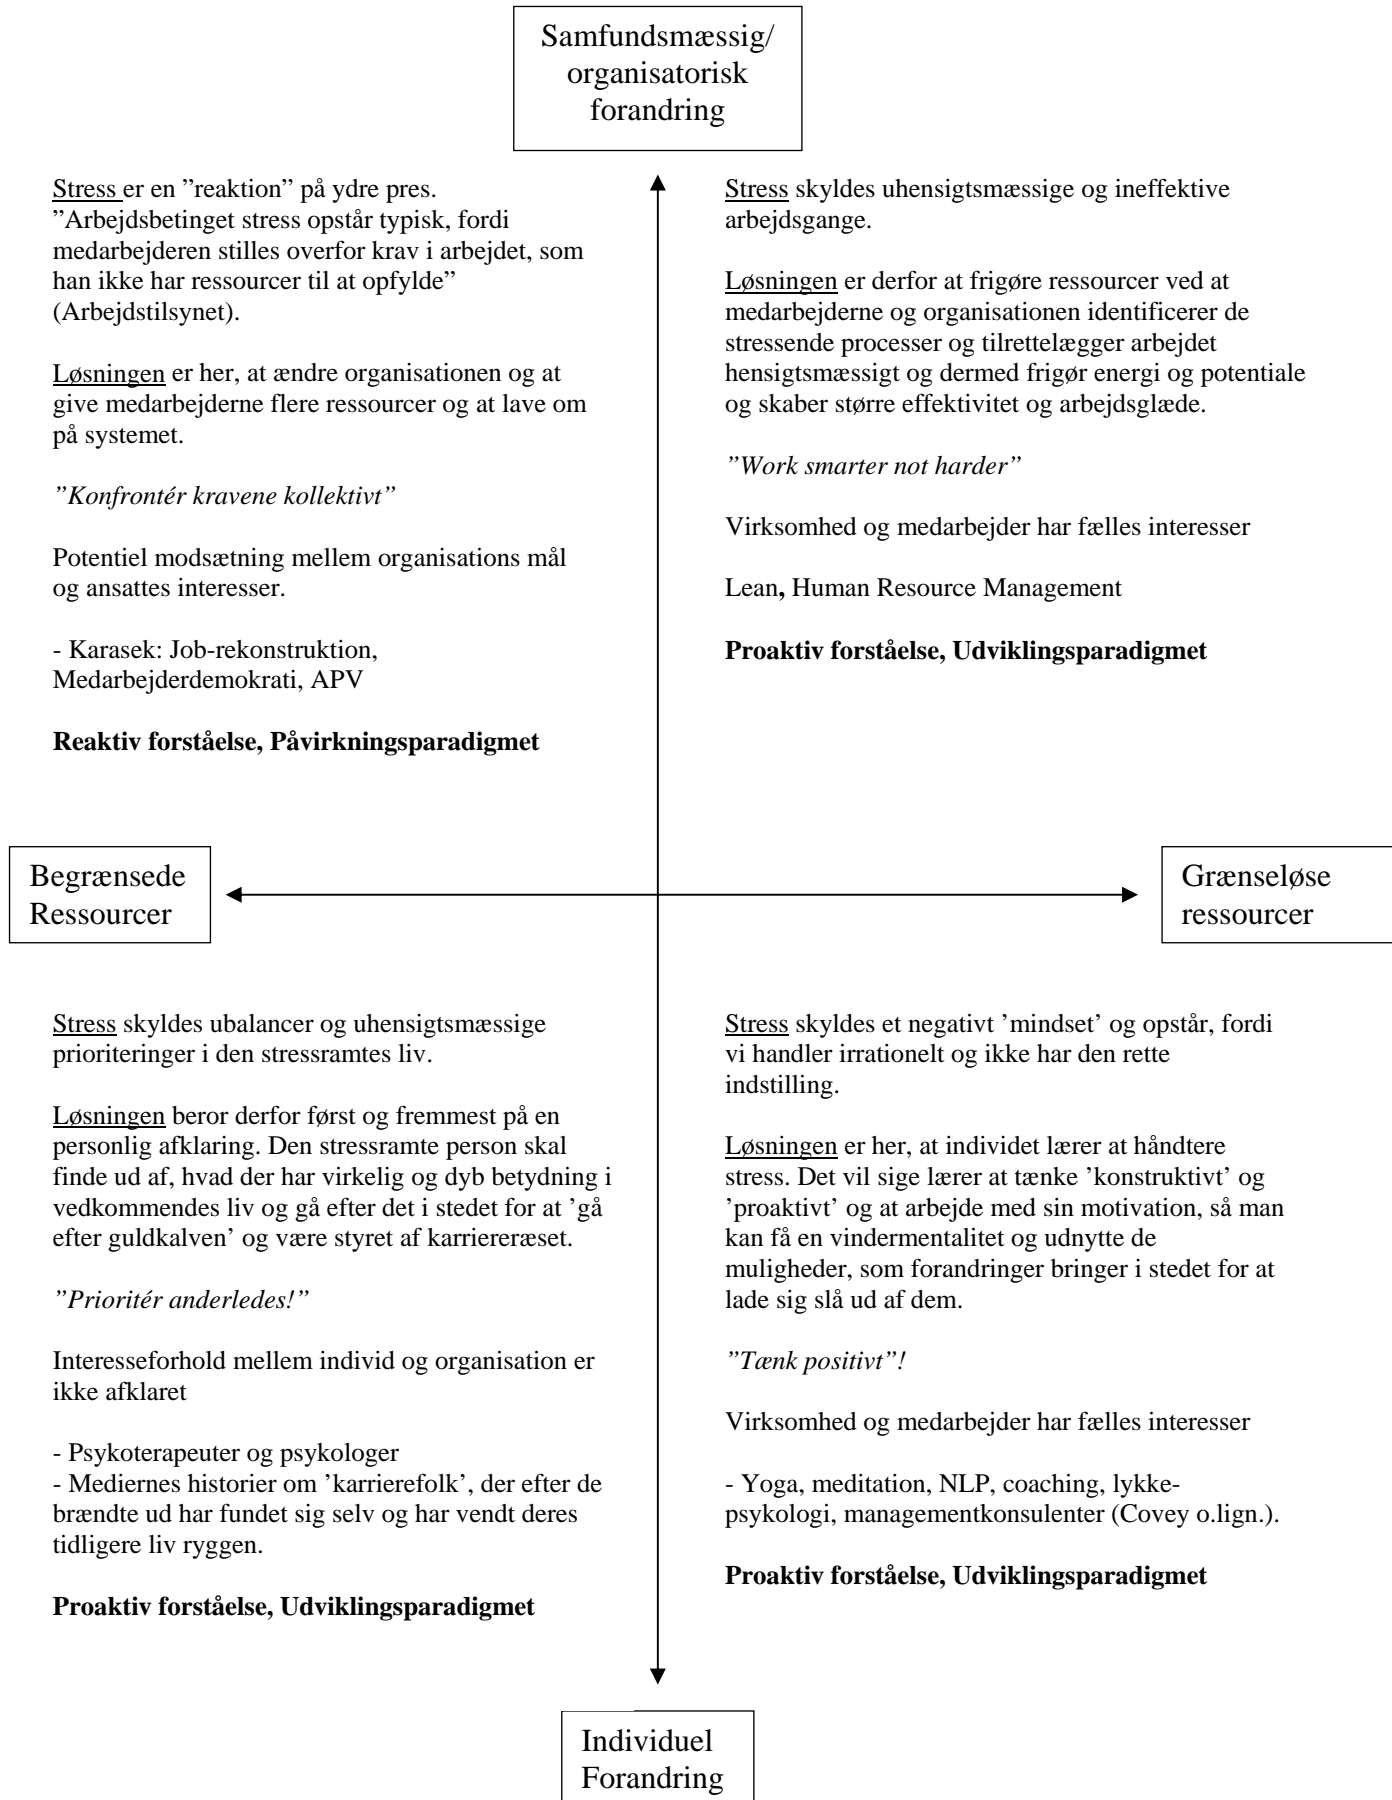 Samfundsmæssig/
organisatorisk
forandring
Stress er en ”reaktion” på ydre pres.
”Arbejdsbetinget stress opstår typisk, fordi
medarbejderen stilles overfor krav i arbejdet, som
han ikke har ressourcer til at opfylde”
(Arbejdstilsynet).
Løsningen er her, at ændre organisationen og at
give medarbejderne flere ressourcer og at lave om
på systemet.
”Konfrontér kravene kollektivt”
Potentiel modsætning mellem organisations mål
og ansattes interesser.
- Karasek: Job-rekonstruktion,
Medarbejderdemokrati, APV
Reaktiv forståelse, Påvirkningsparadigmet
Stress skyldes uhensigtsmæssige og ineffektive
arbejdsgange.
Løsningen er derfor at frigøre ressourcer ved at
medarbejderne og organisationen identificerer de
stressende processer og tilrettelægger arbejdet
hensigtsmæssigt og dermed frigør energi og potentiale
og skaber større effektivitet og arbejdsglæde.
”Work smarter not harder”
Virksomhed og medarbejder har fælles interesser
Lean, Human Resource Management
Proaktiv forståelse, Udviklingsparadigmet
Begrænsede
Ressourcer
Grænseløse
ressourcer
Stress skyldes ubalancer og uhensigtsmæssige
prioriteringer i den stressramtes liv.
Løsningen beror derfor først og fremmest på en
personlig afklaring. Den stressramte person skal
finde ud af, hvad der har virkelig og dyb betydning i
vedkommendes liv og gå efter det i stedet for at ’gå
efter guldkalven’ og være styret af karriereræset.
”Prioritér anderledes!”
Interesseforhold mellem individ og organisation er
ikke afklaret
- Psykoterapeuter og psykologer
- Mediernes historier om ’karrierefolk’, der efter de
brændte ud har fundet sig selv og har vendt deres
tidligere liv ryggen.
Proaktiv forståelse, Udviklingsparadigmet
Stress skyldes et negativt ’mindset’ og opstår, fordi
vi handler irrationelt og ikke har den rette
indstilling.
Løsningen er her, at individet lærer at håndtere
stress. Det vil sige lærer at tænke ’konstruktivt’ og
’proaktivt’ og at arbejde med sin motivation, så man
kan få en vindermentalitet og udnytte de
muligheder, som forandringer bringer i stedet for at
lade sig slå ud af dem.
”Tænk positivt”!
Virksomhed og medarbejder har fælles interesser
- Yoga, meditation, NLP, coaching, lykke-
psykologi, managementkonsulenter (Covey o.lign.).
Proaktiv forståelse, Udviklingsparadigmet
Individuel
Forandring